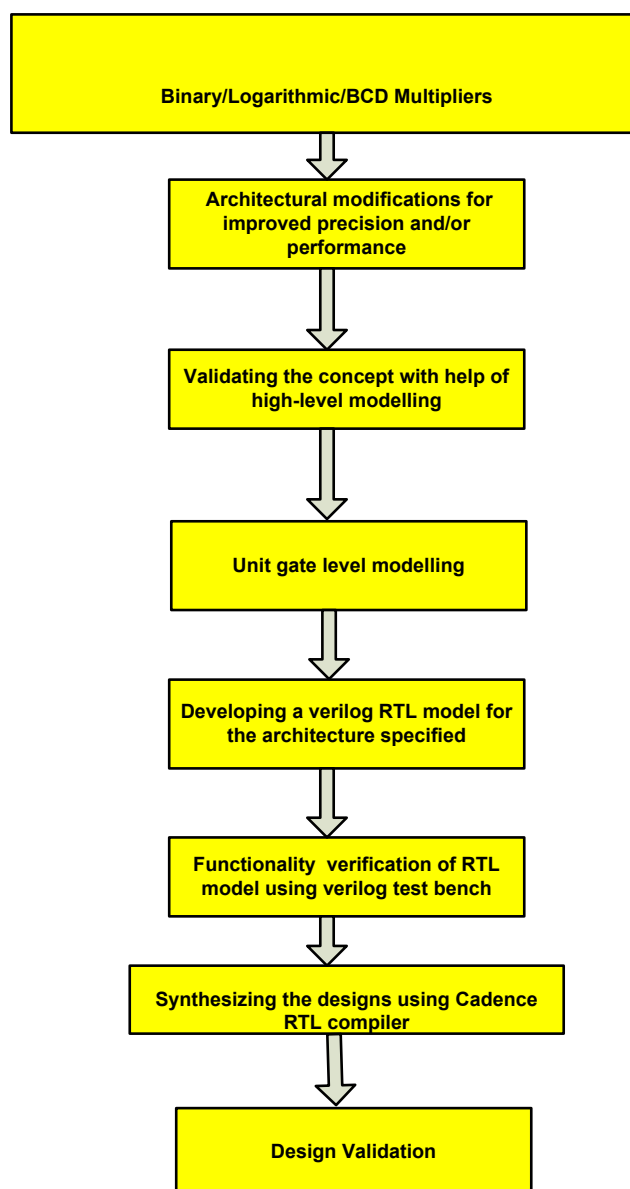 Binary/Logarithmic/BCD Multipliers
Architectural modifications for
improved precision and/or
performance
Validating the concept with help of
high-level modelling
Unit gate level modelling
Developing a verilog RTL model for
the architecture specified
Functionality verification of RTL
model using verilog test bench
Synthesizing the designs using Cadence
RTL compiler
Design Validation